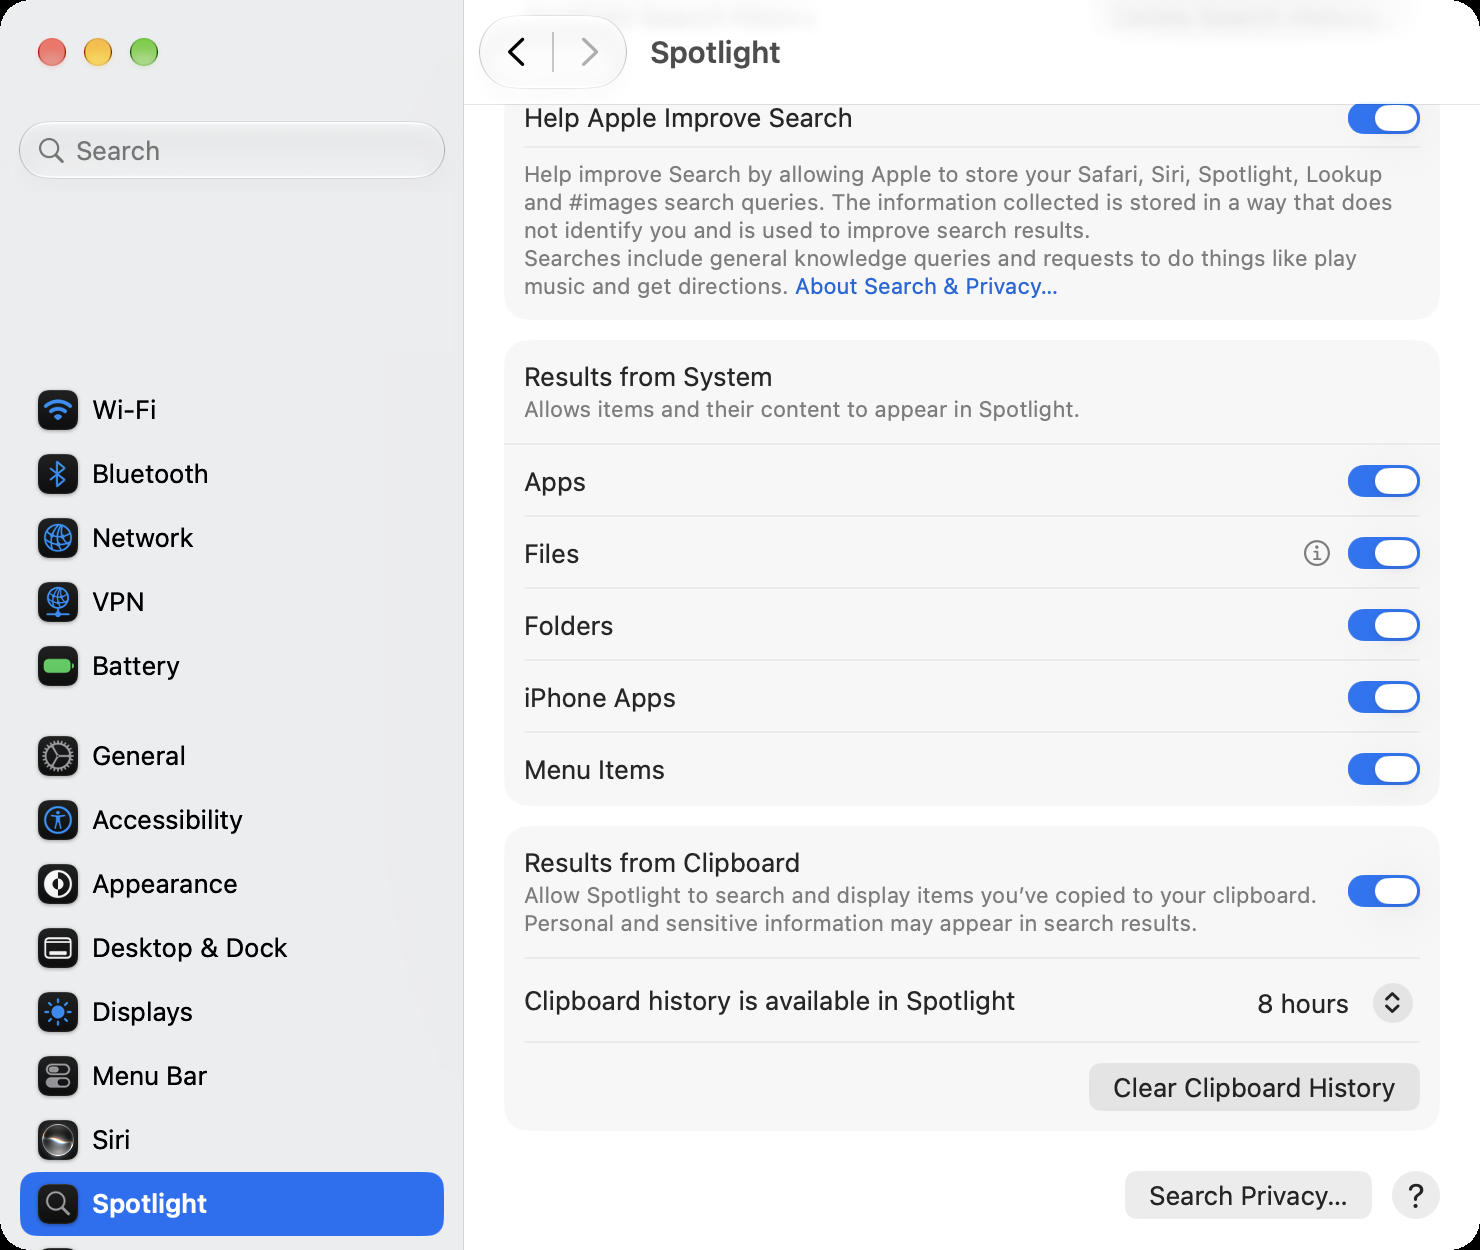 Spotlight
Search
Wi-Fi
Bluetooth
Network
VPN
Battery
General
Accessibility
Appearance
Desktop & Dock
Displays
Menu Bar
Siri
Spotlight
Help Apple Improve Search
Help improve Search by allowing Apple to store your Safari, Siri, Spotlight, Lookup
and #images search queries. The information collected is stored in a way that does
not identify you and is used to improve search results.
Searches include general knowledge queries and requests to do things like play
music and get directions. About Search & Privacy...
Results from System
Allows items and their content to appear in Spotlight.
Apps
Files
Folders
iPhone Apps
Menu Items
Results from Clipboard
Allow Spotlight to search and display items you’ve copied to your clipboard.
Personal and sensitive information may appear in search results.
Clipboard history is available in Spotlight 8 hours
Clear Clipboard History
Search Privacy... ?